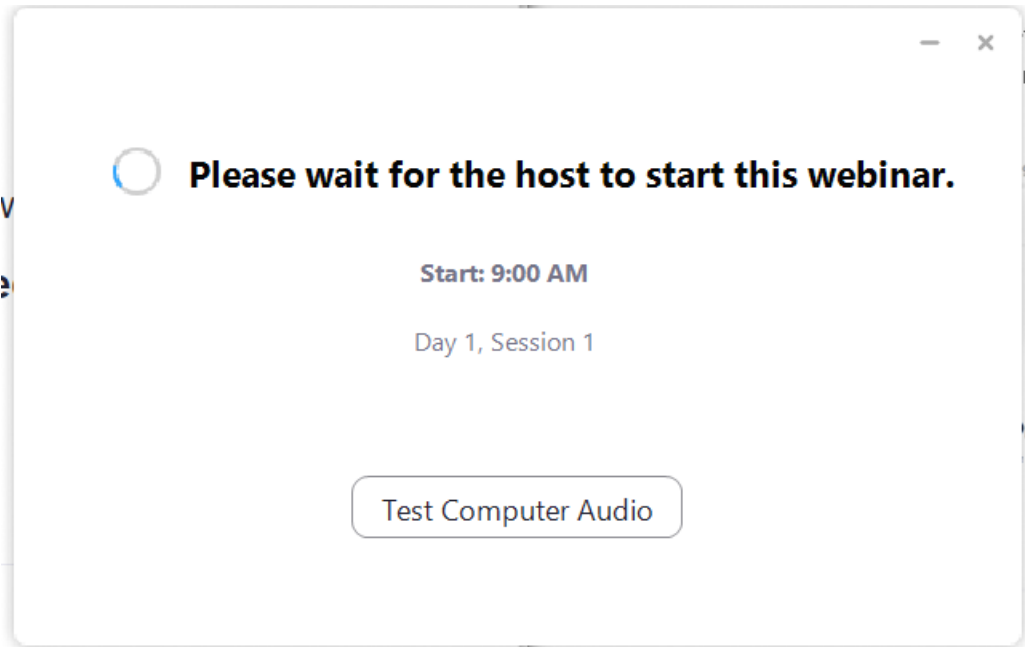 Please wait for the host to start this webinar.
Start: 9:00 AM
Day 1, Session 1
Test Computer Audio